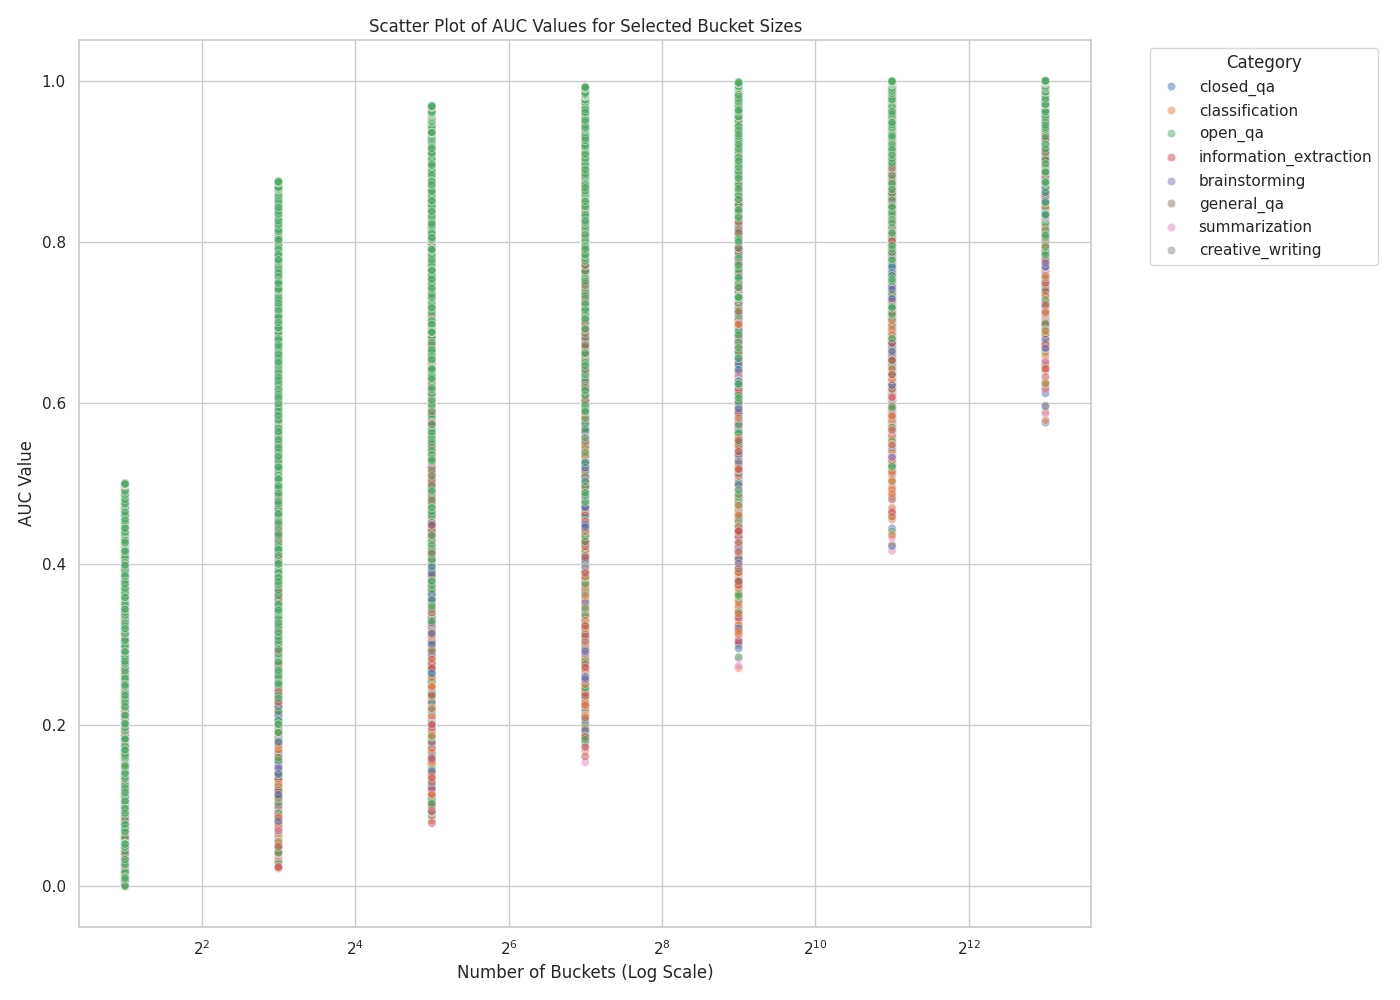 Scatter Plot of AUC Values for Selected Bucket Sizes
Category
closed_qa
classification
open_qa
information_extraction
brainstorming
general_qa
summarization
creative_writing
AUC Value
1.0
0.8
0.6
0.4
0.2
0.0
2^2 2^4 2^6 2^8 2^10 2^12
Number of Buckets (Log Scale)